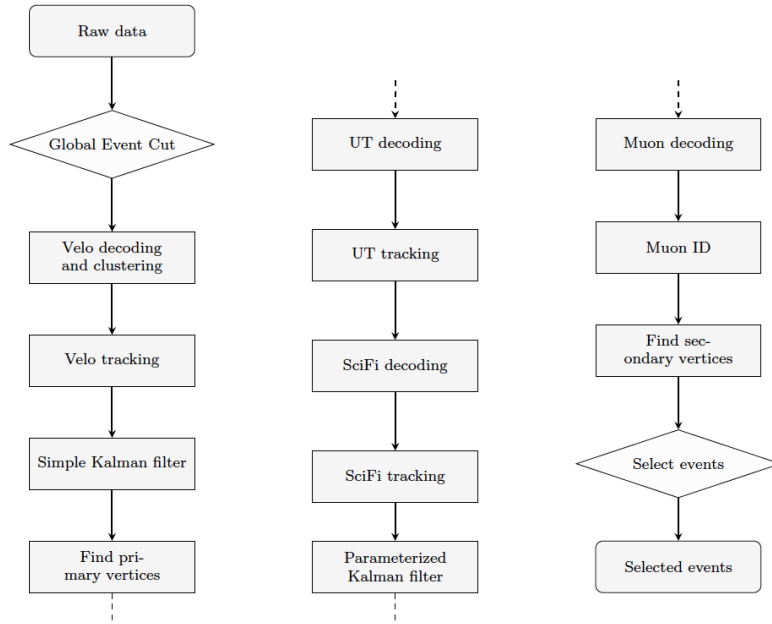 Raw data
Global Event Cut
Velo decoding
and clustering
Velo tracking
Simple Kalman filter
Find pri-
mary vertices
UT decoding
UT tracking
SciFi decoding
SciFi tracking
Parameterized
Kalman filter
Muon decoding
Muon ID
Find sec-
ondary vertices
Select events
Selected events